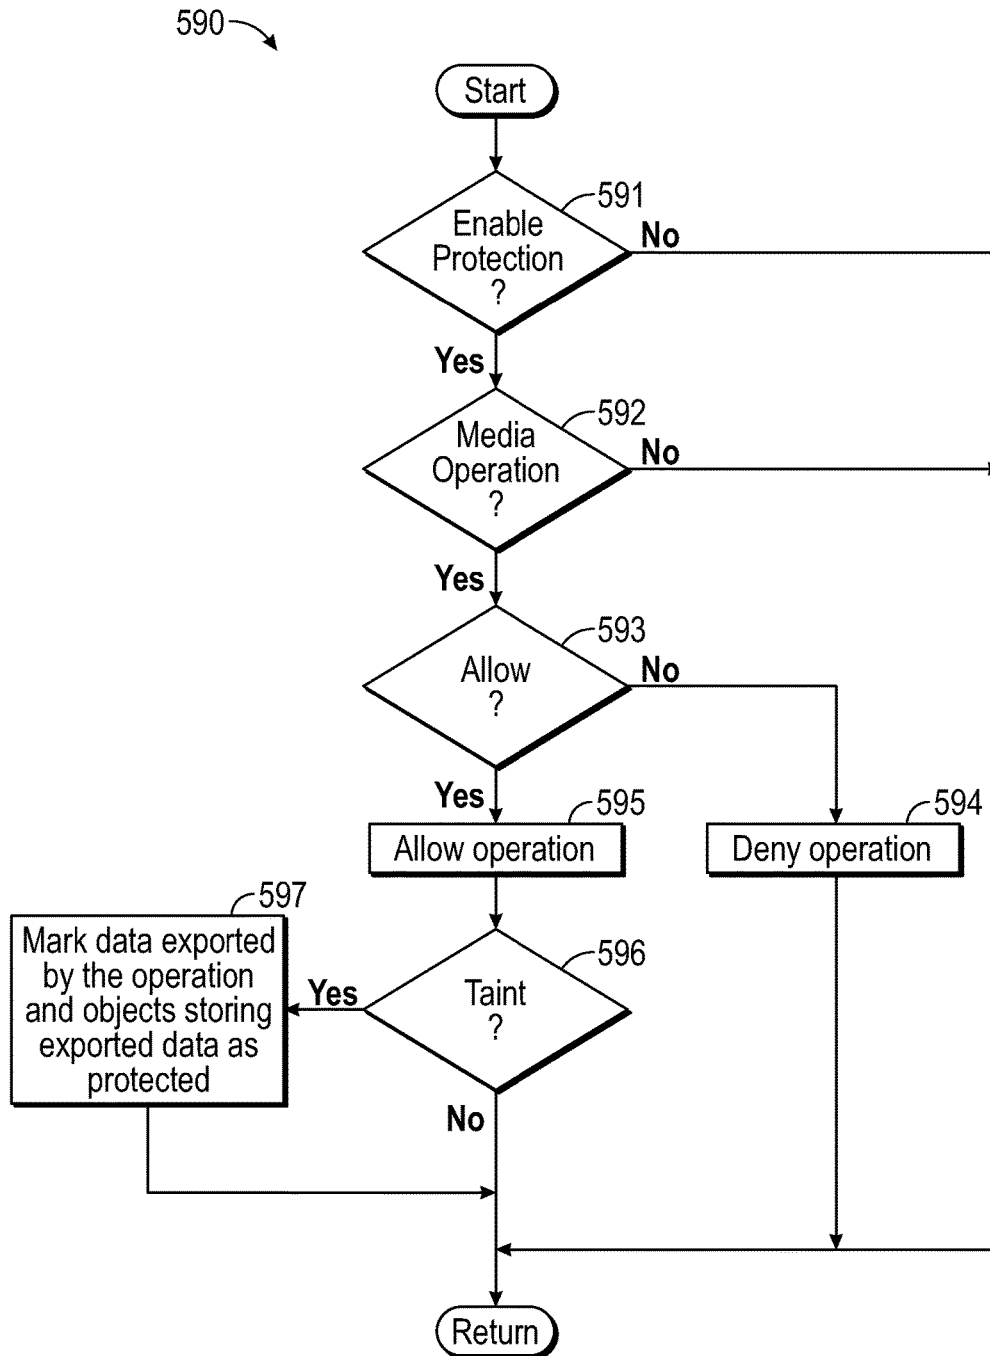 590
Start
591
Enable
Protection
?
No
Yes
592
Media
Operation
?
No
Yes
593
Allow
?
No
Yes
595
Allow operation
594
Deny operation
597
Mark data exported
by the operation
and objects storing
exported data as
protected
Yes
596
Taint
?
No
Return